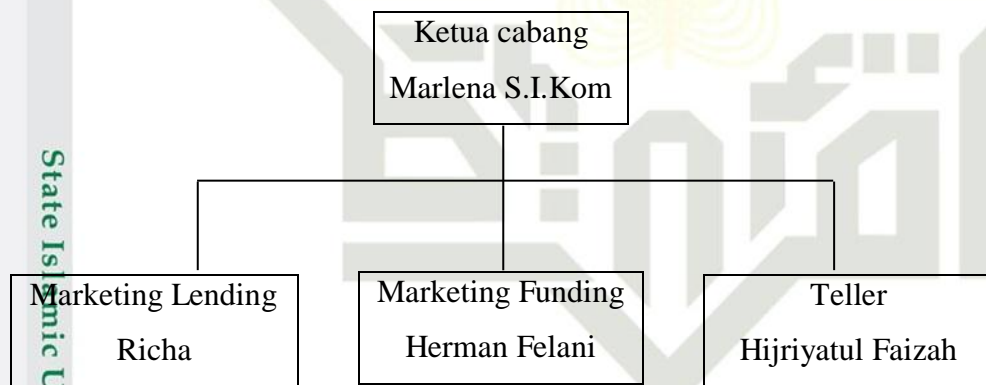 Ketua cabang
Marlena S.I.Kom
Marketing Lending
Richa
Marketing Funding
Herman Felani
Teller
Hijriyatul Faizah
State Islamic U